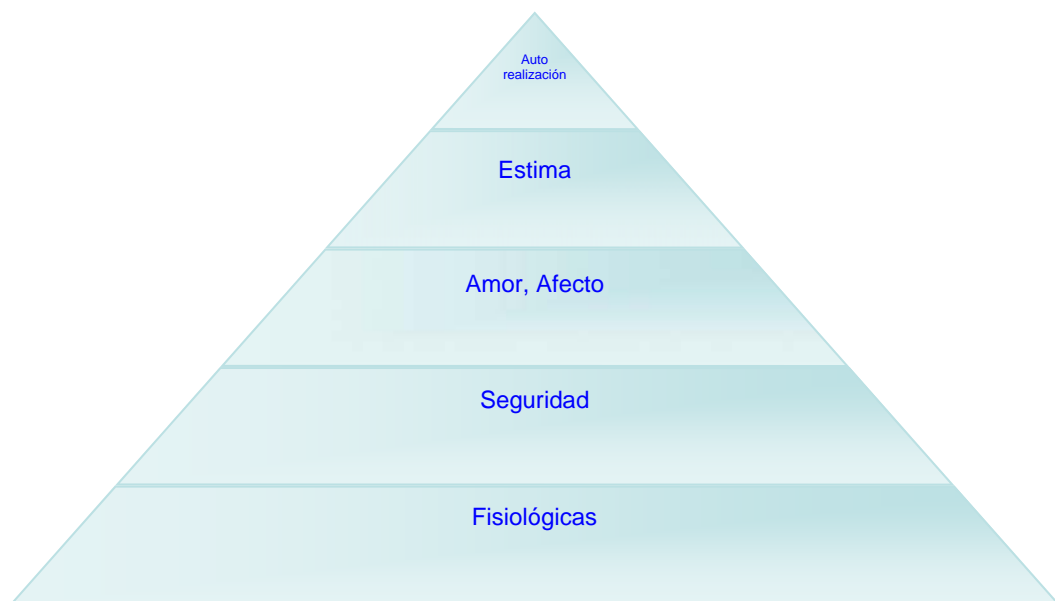 Auto
realización
Estima
Amor, Afecto
Seguridad
Fisiológicas